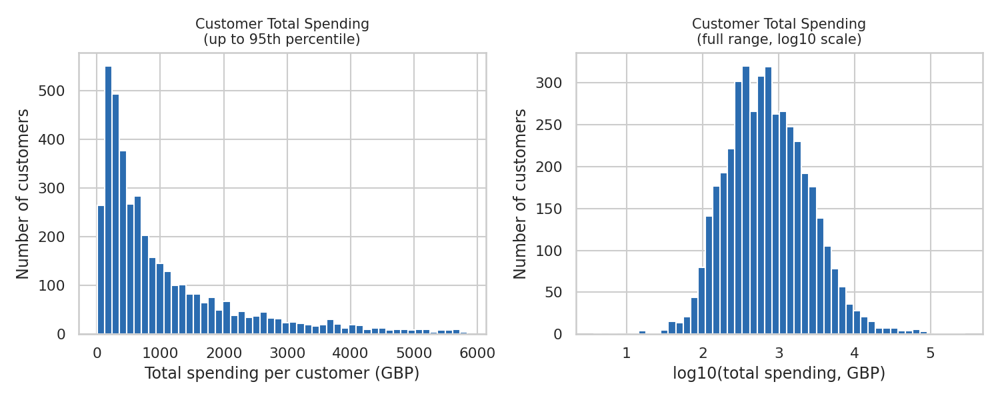 Customer Total Spending
(up to 95th percentile)
Number of customers
500
400
300
200
100
0
0 1000 2000 3000 4000 5000 6000
Total spending per customer (GBP)
Customer Total Spending
(full range, log10 scale)
Number of customers
300
250
200
150
100
50
0
1 2 3 4 5
log10(total spending, GBP)